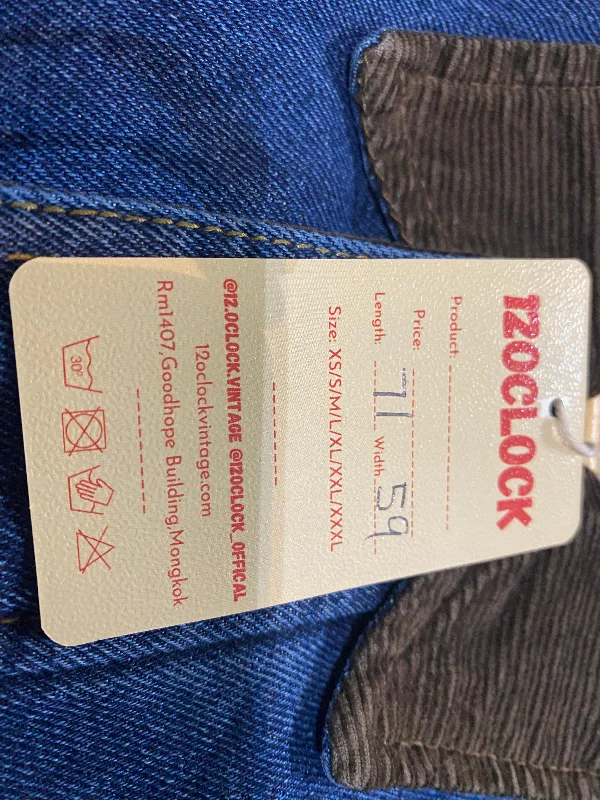 12OCLOCK
Product:
Price:
Length: 71 Width 59
Size: XS/S/M/L/XL/XXL/XXXL
@12.OCLOCK.VINTAGE @12OCLOCK_OFFICAL
12oclockvintage.com
Rm1407,Goodhope Building,Mongkok
30°